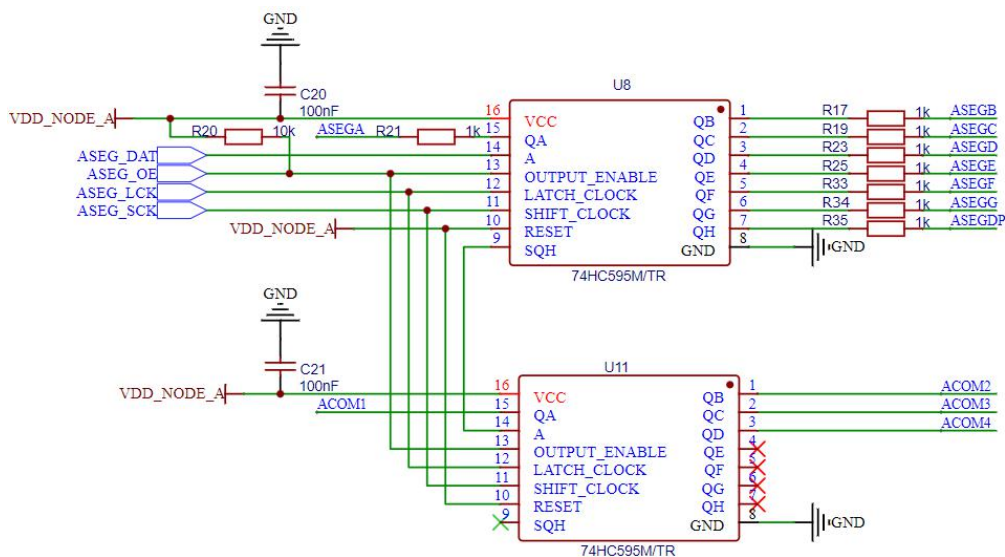 GND
C20
100nF
VDD_NODE_A
R20 10k
ASEGA R21 1k
ASEG_DAT
ASEG_OE
ASEG_LCK
ASEG_SCK
VDD_NODE_A
U8
16 VCC QB 1 R17 1k ASEGB
15 QA QC 2 R19 1k ASEGC
14 A QD 3 R23 1k ASEGD
13 OUTPUT_ENABLE QE 4 R25 1k ASEGE
12 LATCH_CLOCK QF 5 R33 1k ASEGF
11 SHIFT_CLOCK QG 6 R34 1k ASEGG
10 RESET QH 7 R35 1k ASEGDP
9 SQH GND 8 GND
74HC595M/TR
GND
C21
100nF
VDD_NODE_A
ACOM1
U11
16 VCC QB 1 ACOM2
15 QA QC 2 ACOM3
14 A QD 3 ACOM4
13 OUTPUT_ENABLE QE 4
12 LATCH_CLOCK QF 5
11 SHIFT_CLOCK QG 6
10 RESET QH 7
9 SQH GND 8 GND
74HC595M/TR